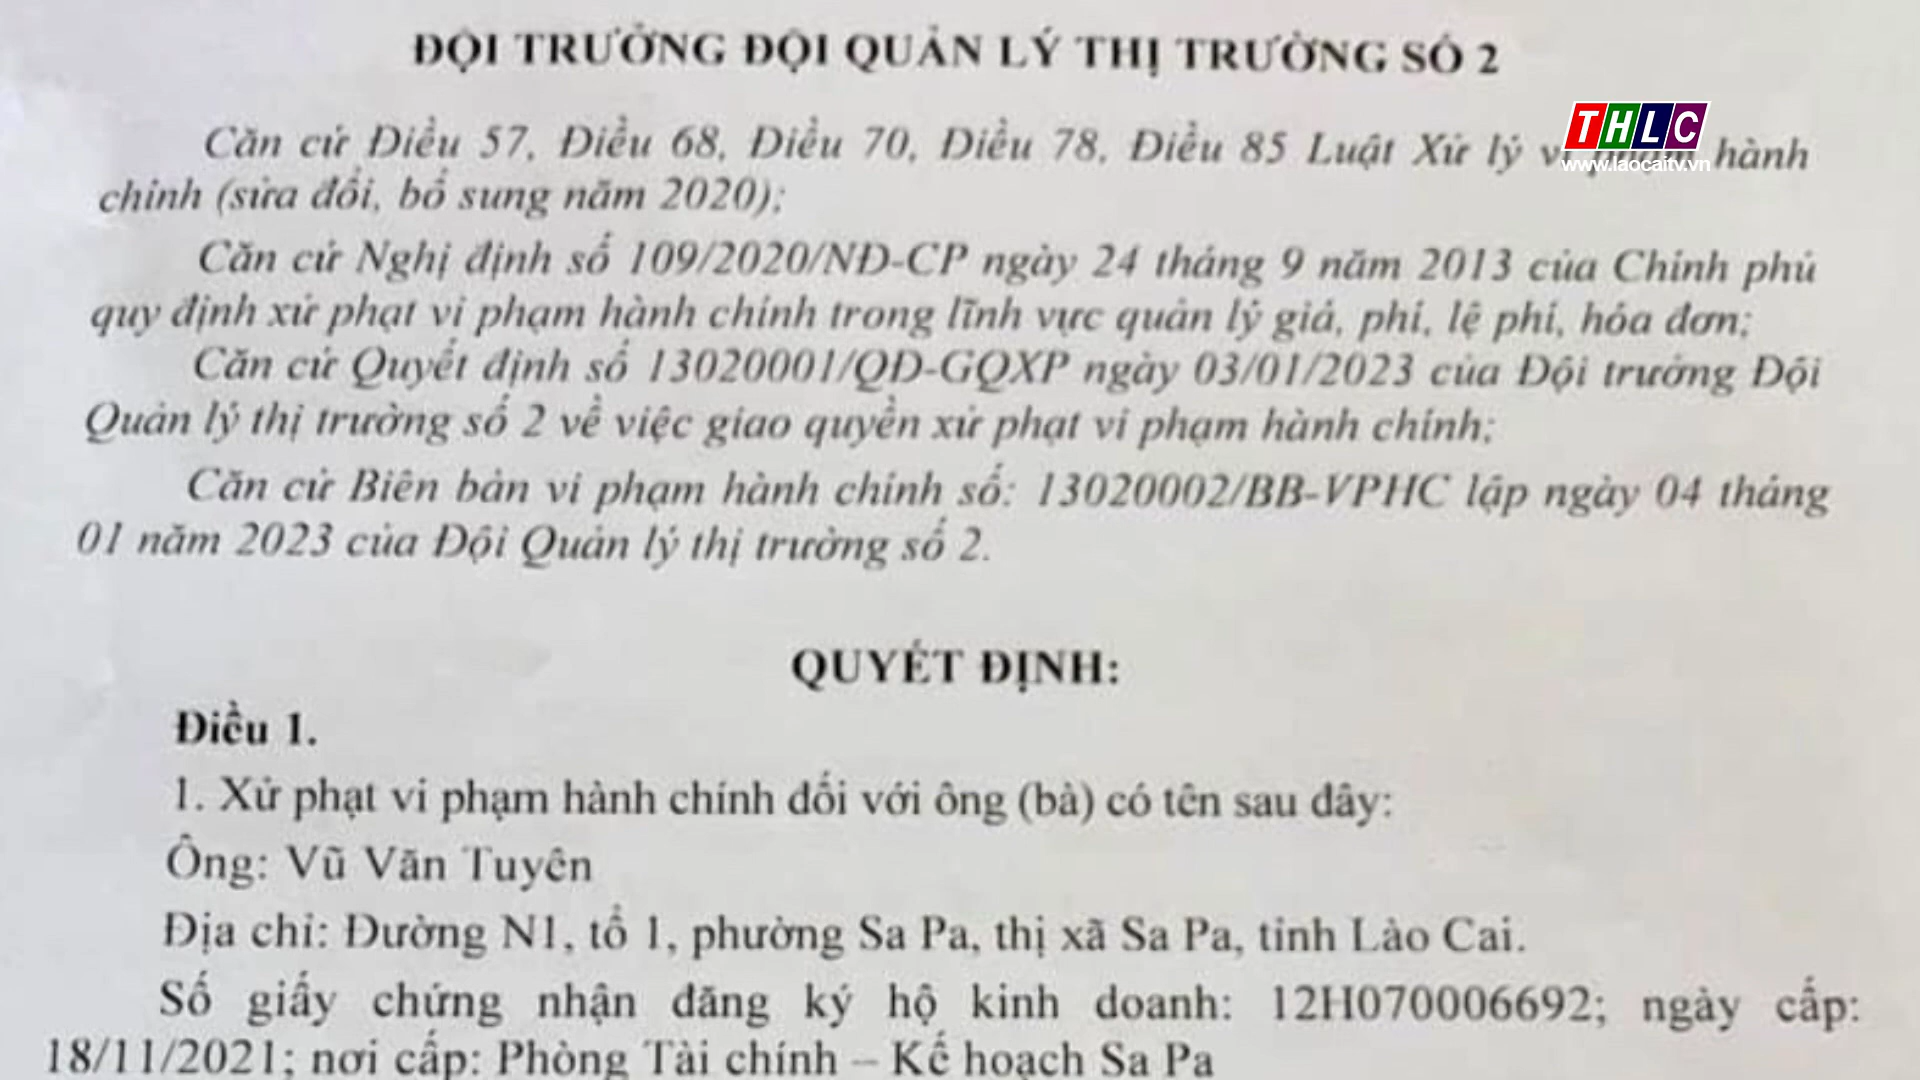 ĐỘI TRƯỞNG ĐỘI QUẢN LÝ THỊ TRƯỜNG SỐ 2
THLC
www.laocaitv.vn
Căn cứ Điều 57, Điều 68, Điều 70, Điều 78, Điều 85 Luật Xử lý hành
chính (sửa đổi, bổ sung năm 2020);
Căn cứ Nghị định số 109/2020/NĐ-CP ngày 24 tháng 9 năm 2013 của Chính phủ
quy định xử phạt vi phạm hành chính trong lĩnh vực quản lý giá, phí, lệ phí, hóa đơn;
Căn cứ Quyết định số 13020001/QĐ-GQXP ngày 03/01/2023 của Đội trưởng Đội
Quản lý thị trường số 2 về việc giao quyền xử phạt vi phạm hành chính;
Căn cứ Biên bản vi phạm hành chính số: 13020002/BB-VPHC lập ngày 04 tháng
01 năm 2023 của Đội Quản lý thị trường số 2.
QUYẾT ĐỊNH:
Điều 1.
1. Xử phạt vi phạm hành chính đối với ông (bà) có tên sau đây:
Ông: Vũ Văn Tuyên
Địa chỉ: Đường N1, tổ 1, phường Sa Pa, thị xã Sa Pa, tỉnh Lào Cai.
Số giấy chứng nhận đăng ký hộ kinh doanh: 12H070006692; ngày cấp:
18/11/2021; nơi cấp: Phòng Tài chính – Kế hoạch Sa Pa